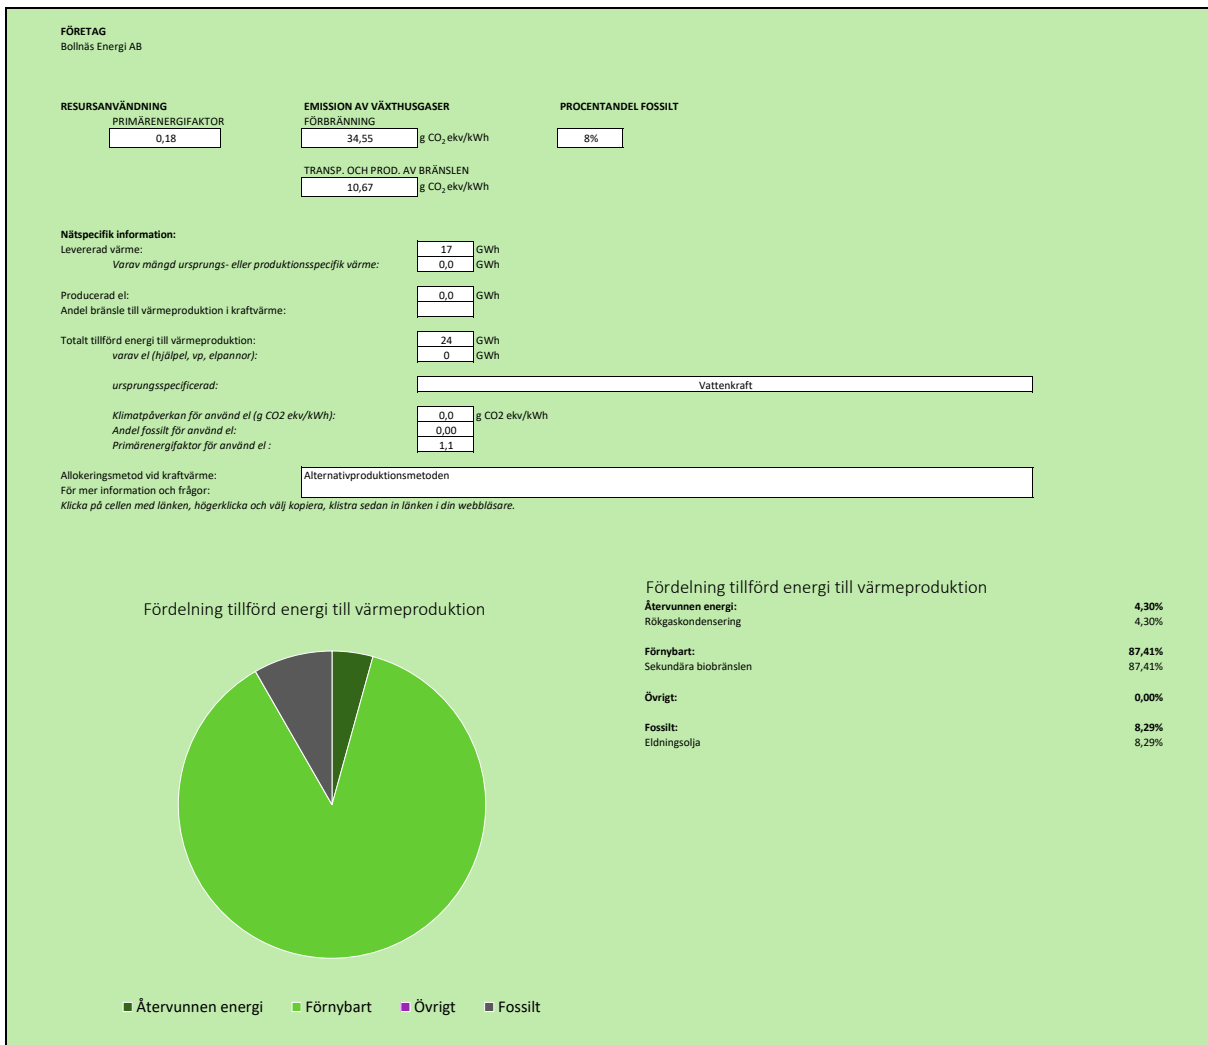 FÖRETAG
Bollnäs Energi AB
RESURSANVÄNDNING EMISSION AV VÄXTHUSGASER PROCENTANDEL FOSSILT
PRIMÄRENERGIFAKTOR FÖRBRÄNNING
0,18 34,55 g CO₂ ekv/kWh 8%
TRANSP. OCH PROD. AV BRÄNSLEN
10,67 g CO₂ ekv/kWh
Nätspecifik information:
Levererad värme: 17 GWh
Varav mängd ursprungs- eller produktionsspecifik värme: 0,0 GWh
Producerad el: 0,0 GWh
Andel bränsle till värmeproduktion i kraftvärme:
Totalt tillförd energi till värmeproduktion: 24 GWh
varav el (hjälpel, vp, elpannor): 0 GWh
ursprungsspecificerad: Vattenkraft
Klimatpåverkan för använd el (g CO2 ekv/kWh): 0,0 g CO2 ekv/kWh
Andel fossilt för använd el: 0,00
Primärenergifaktor för använd el : 1,1
Allokeringsmetod vid kraftvärme: Alternativproduktionsmetoden
För mer information och frågor:
Klicka på cellen med länken, högerklicka och välj kopiera, klistra sedan in länken i din webbläsare.
Fördelning tillförd energi till värmeproduktion
Återvunnen energi
Förnybart
Övrigt
Fossilt
Fördelning tillförd energi till värmeproduktion
Återvunnen energi: 4,30%
Rökgaskondensering 4,30%
Förnybart: 87,41%
Sekundära biobränslen 87,41%
Övrigt: 0,00%
Fossilt: 8,29%
Eldningsolja 8,29%